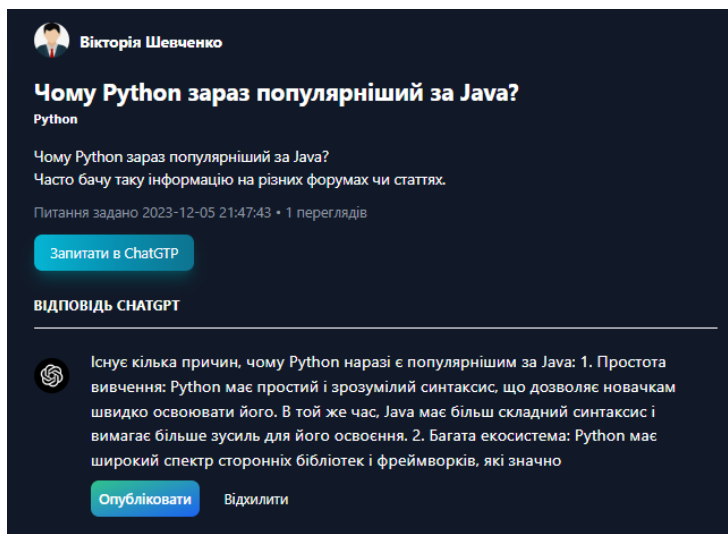 Вікторія Шевченко
Чому Python зараз популярніший за Java?
Python
Чому Python зараз популярніший за Java?
Часто бачу таку інформацію на різних форумах чи статтях.
Питання задано 2023-12-05 21:47:43 • 1 переглядів
Запитати в ChatGTP
ВІДПОВІДЬ CHATGPT
Існує кілька причин, чому Python наразі є популярнішим за Java: 1. Простота
вивчення: Python має простий і зрозумілий синтаксис, що дозволяє новачкам
швидко освоювати його. В той же час, Java має більш складний синтаксис і
вимагає більше зусиль для його освоєння. 2. Багата екосистема: Python має
широкий спектр сторонніх бібліотек і фреймворків, які значно
Опублікувати Відхилити